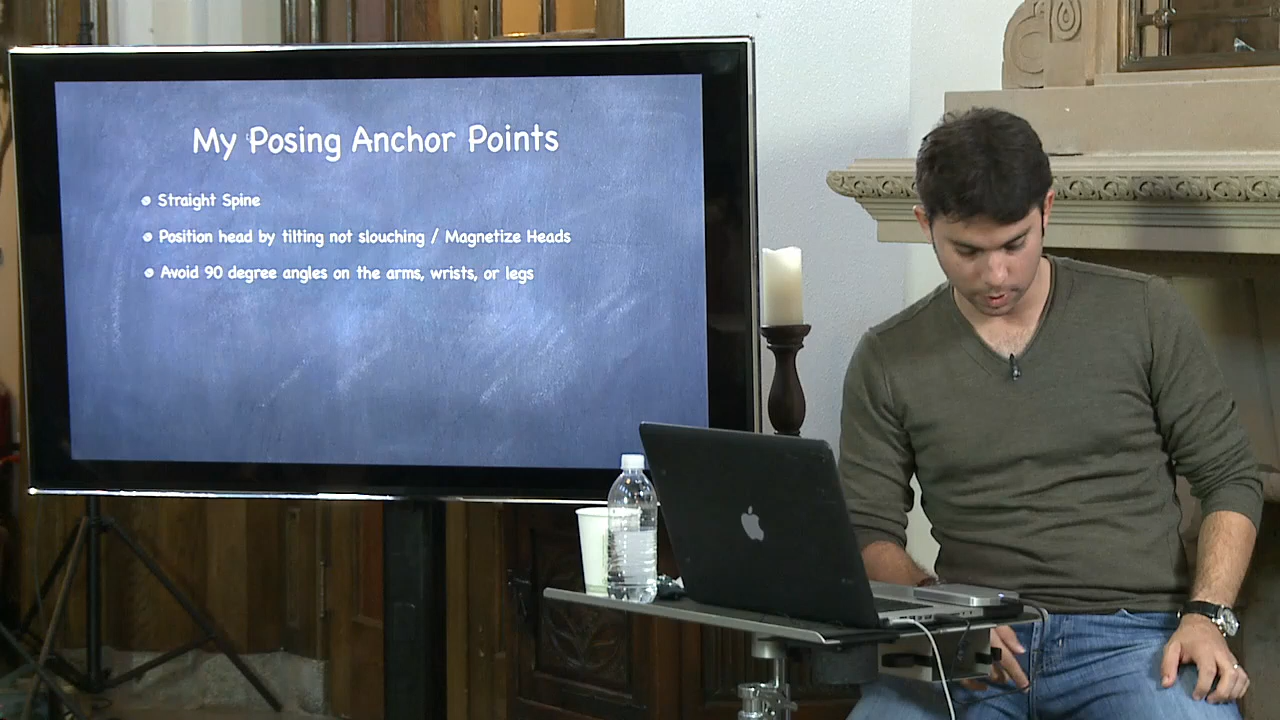 My Posing Anchor Points
Straight Spine
Position head by tilting not slouching / Magnetize Heads
Avoid 90 degree angles on the arms, wrists, or legs